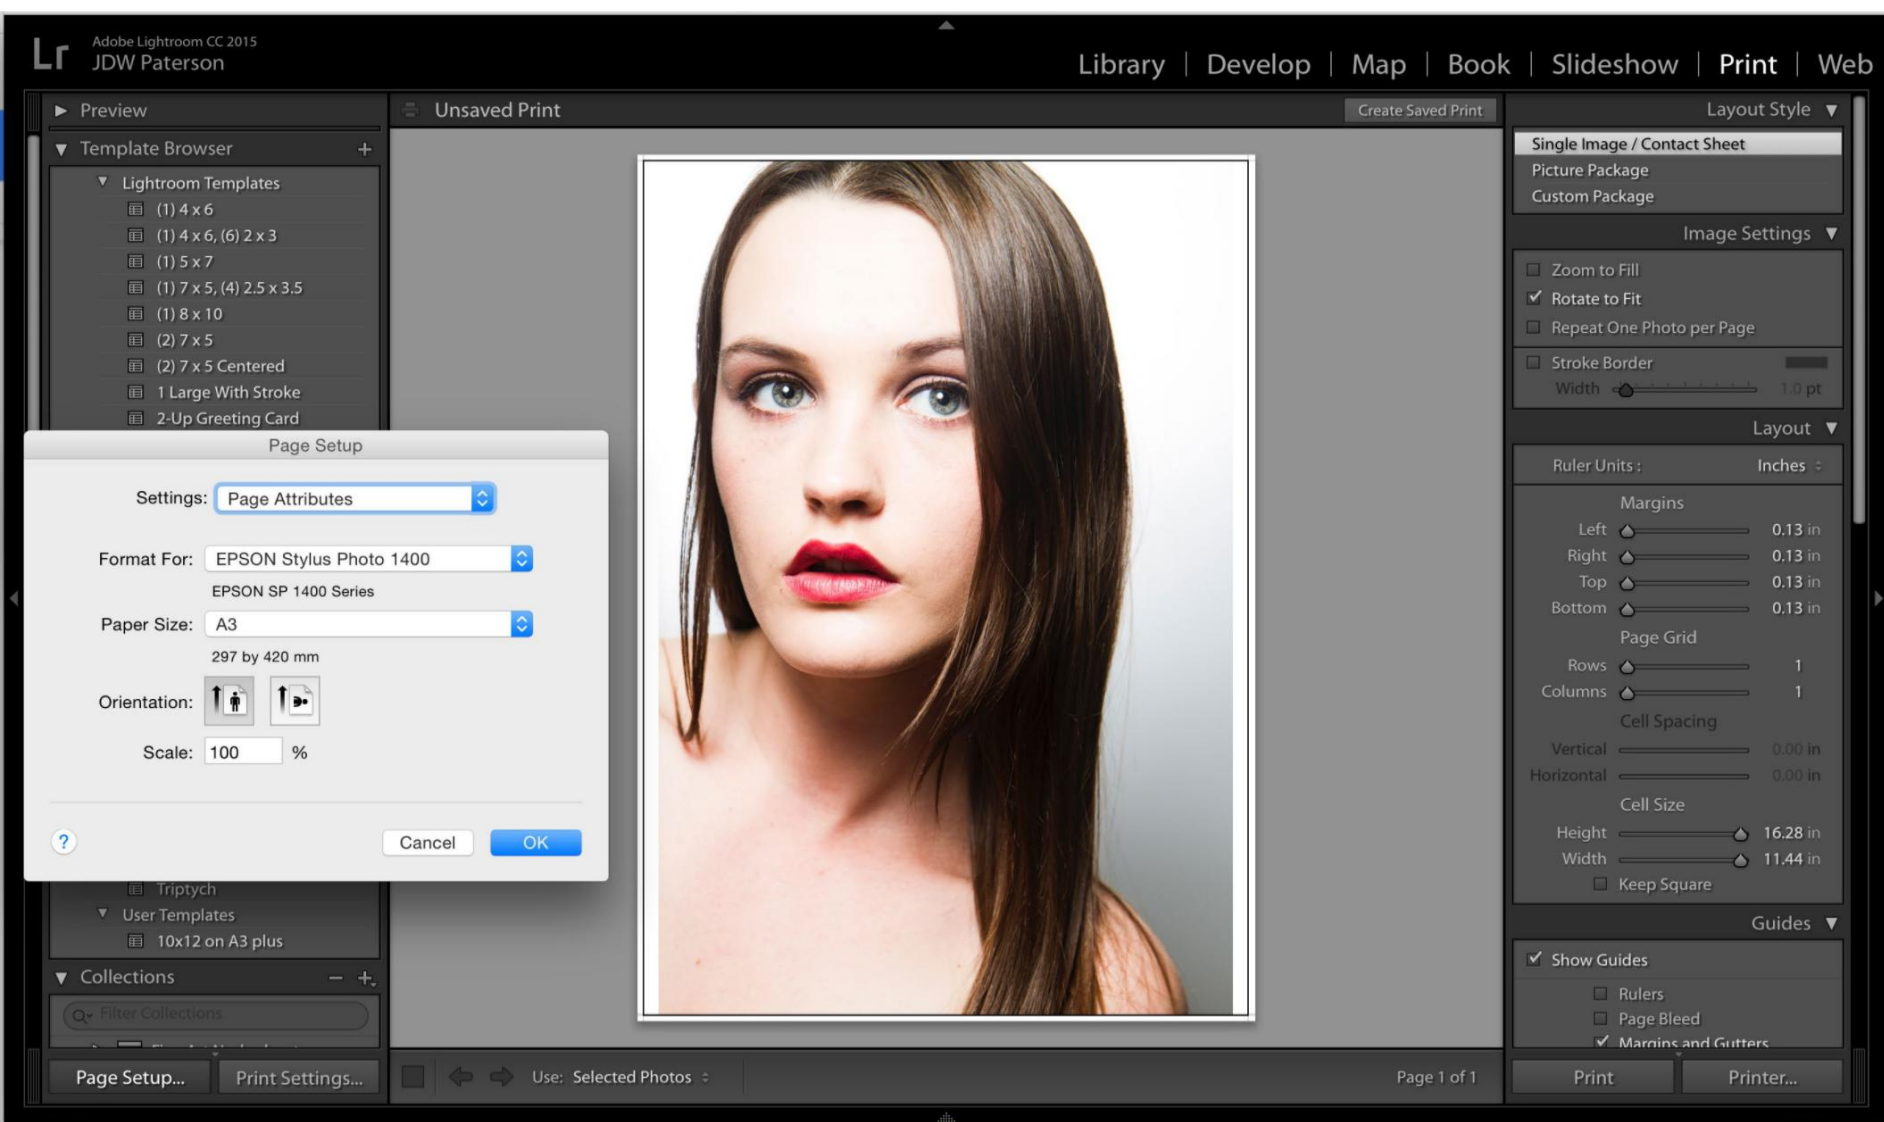 Lr
Adobe Lightroom CC 2015
JDW Paterson
Library | Develop | Map | Book | Slideshow | Print | Web
Preview
Template Browser
Lightroom Templates
(1) 4 x 6
(1) 4 x 6, (6) 2 x 3
(1) 5 x 7
(1) 7 x 5, (4) 2.5 x 3.5
(1) 8 x 10
(2) 7 x 5
(2) 7 x 5 Centered
1 Large With Stroke
2-Up Greeting Card
Page Setup
Settings: Page Attributes
Format For: EPSON Stylus Photo 1400
EPSON SP 1400 Series
Paper Size: A3
297 by 420 mm
Orientation:
Scale: 100 %
? Cancel OK
Triptych
User Templates
10x12 on A3 plus
Collections
Filter Collections
Page Setup... Print Settings...
Unsaved Print Create Saved Print
Use: Selected Photos Page 1 of 1
Layout Style
Single Image / Contact Sheet
Picture Package
Custom Package
Image Settings
Zoom to Fill
Rotate to Fit
Repeat One Photo per Page
Stroke Border
Width 1.0 pt
Layout
Ruler Units : Inches
Margins
Left 0.13 in
Right 0.13 in
Top 0.13 in
Bottom 0.13 in
Page Grid
Rows 1
Columns 1
Cell Spacing
Vertical 0.00 in
Horizontal 0.00 in
Cell Size
Height 16.28 in
Width 11.44 in
Keep Square
Guides
Show Guides
Rulers
Page Bleed
Margins and Gutters
Print Printer...